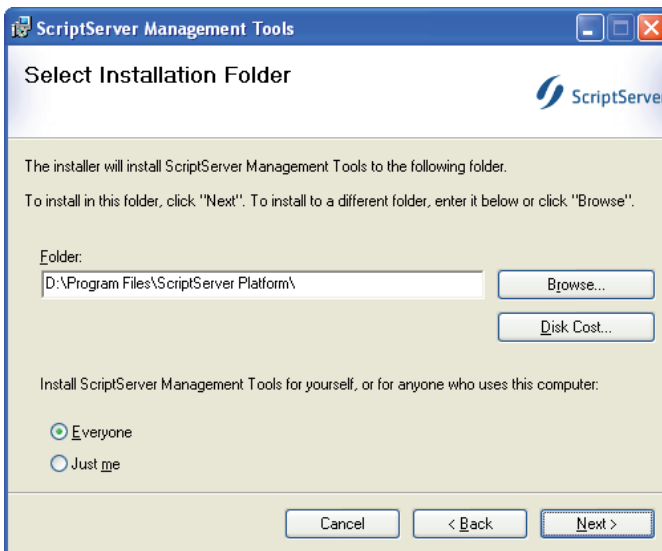 ScriptServer Management Tools
Select Installation Folder
ScriptServer
The installer will install ScriptServer Management Tools to the following folder.
To install in this folder, click "Next". To install to a different folder, enter it below or click "Browse".
Folder:
D:\Program Files\ScriptServer Platform\
Browse...
Disk Cost...
Install ScriptServer Management Tools for yourself, or for anyone who uses this computer:
Everyone
Just me
Cancel
< Back
Next >